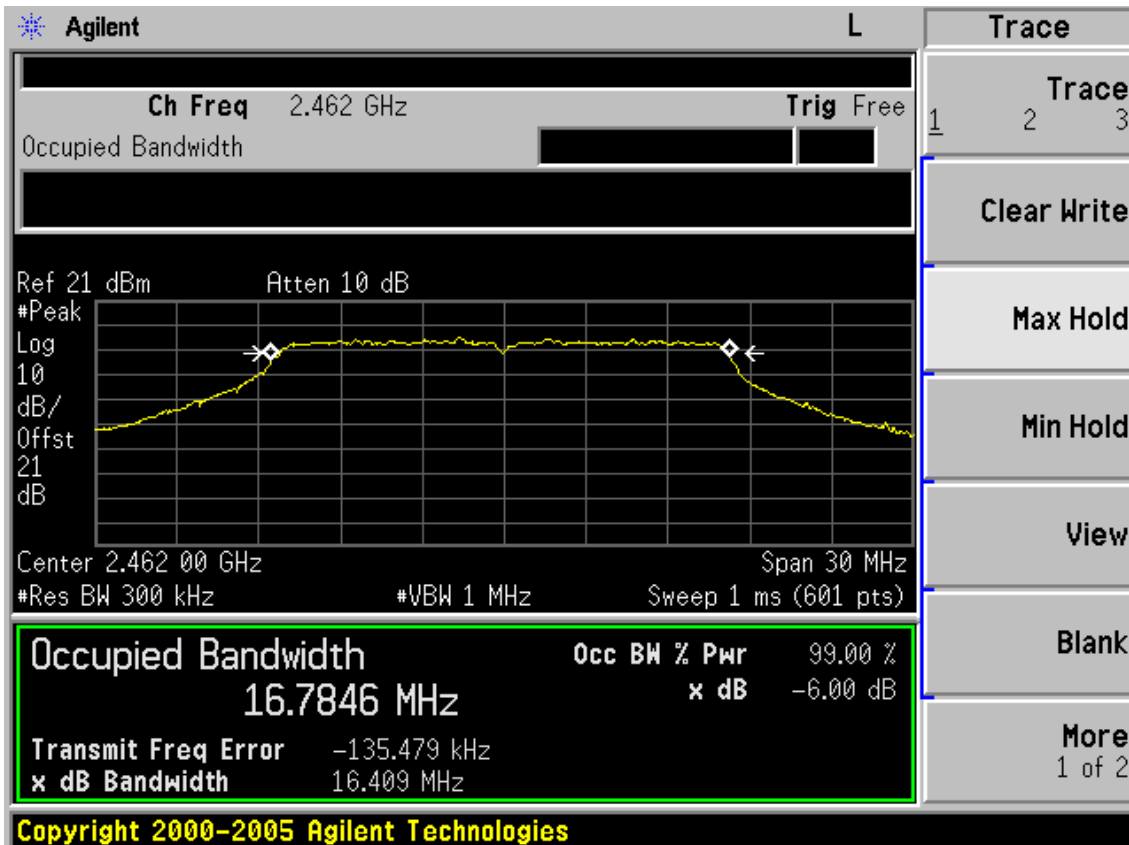 Agilent L Trace
Ch Freq 2.462 GHz Trig Free
Occupied Bandwidth
Trace
1 2 3
Clear Write
Max Hold
Min Hold
View
Blank
More
1 of 2
Ref 21 dBm Atten 10 dB
#Peak
Log
10
dB/
Offst
21
dB
Center 2.462 00 GHz Span 30 MHz
#Res BW 300 kHz #VBW 1 MHz Sweep 1 ms (601 pts)
Occupied Bandwidth Occ BW % Pwr 99.00 %
16.7846 MHz x dB -6.00 dB
Transmit Freq Error -135.479 kHz
x dB Bandwidth 16.409 MHz
Copyright 2000-2005 Agilent Technologies